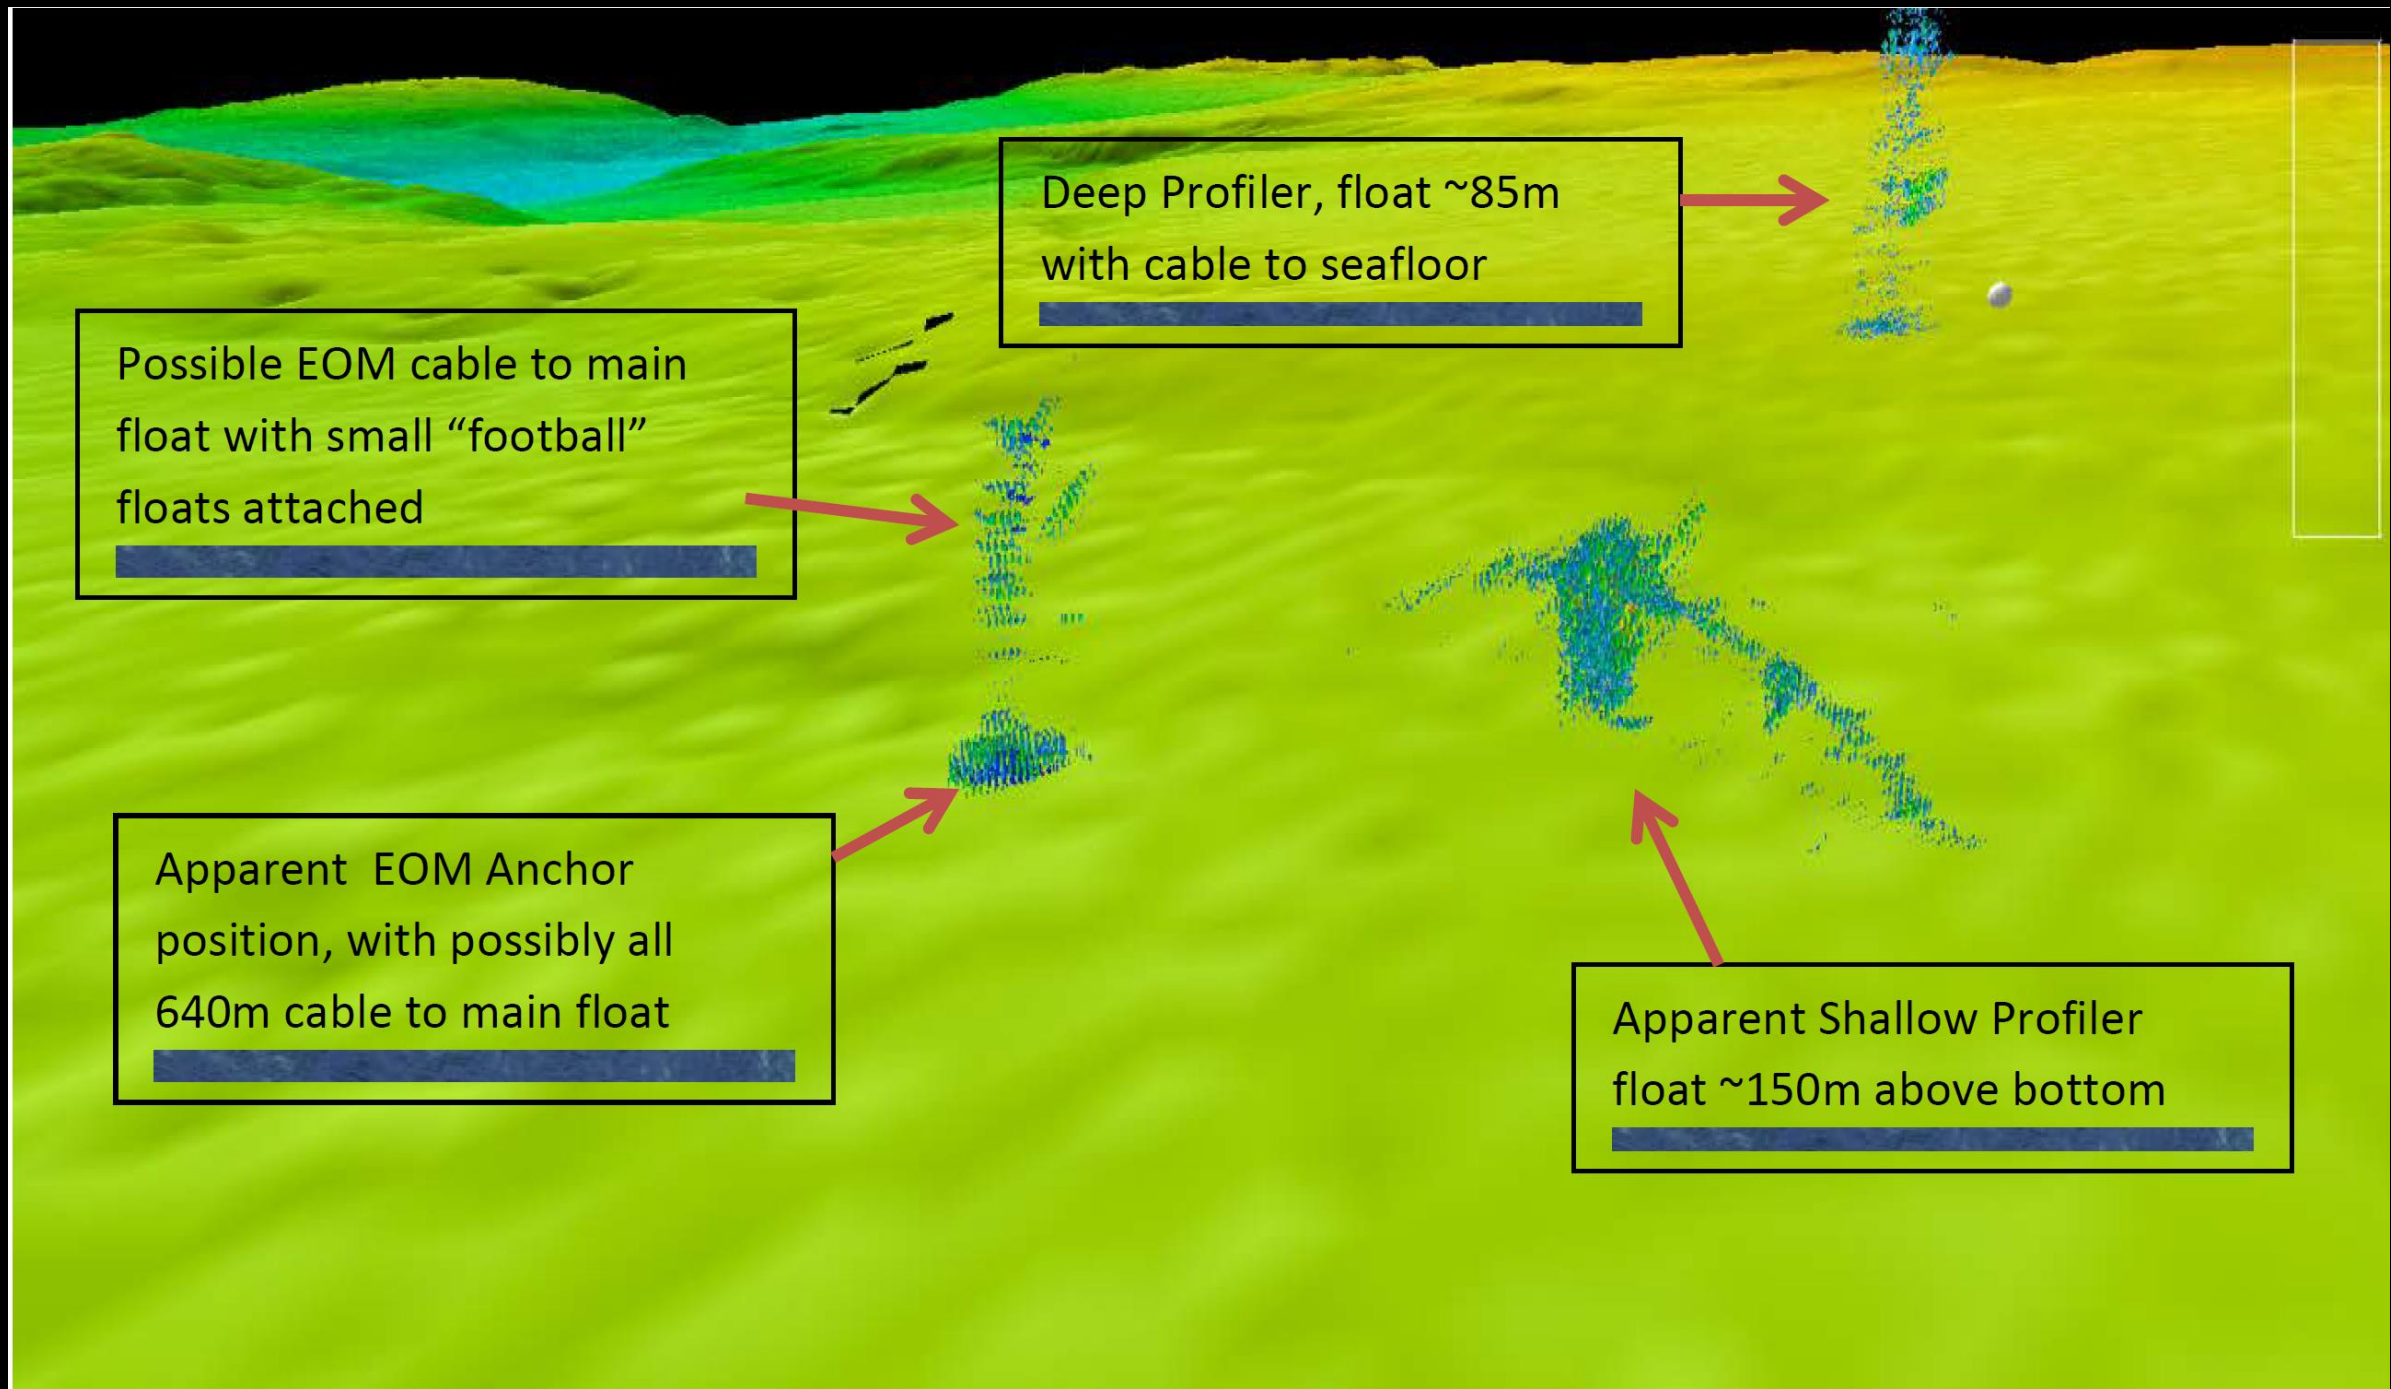 Deep Profiler, float ~85m
with cable to seafloor
Possible EOM cable to main
float with small “football”
floats attached
Apparent  EOM Anchor
position, with possibly all
640m cable to main float
Apparent Shallow Profiler
float ~150m above bottom